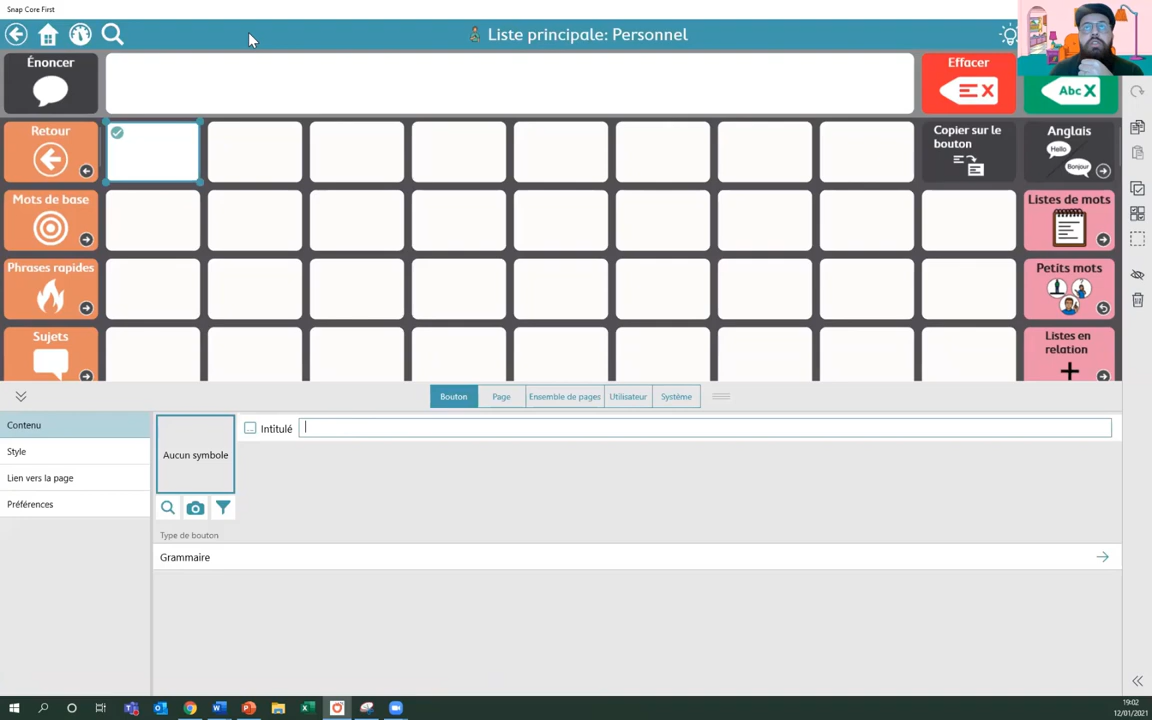 Snap Core First
Liste principale: Personnel
Énoncer
Effacer
Abc X
Retour
Copier sur le
bouton
Anglais
Hello
Bonjour
Mots de base
Listes de mots
Phrases rapides
Petits mots
Sujets
Listes en
relation
Bouton
Page
Ensemble de pages
Utilisateur
Système
Contenu
Style
Lien vers la page
Préférences
Aucun symbole
Intitulé
Type de bouton
Grammaire
19:02
12/01/2021